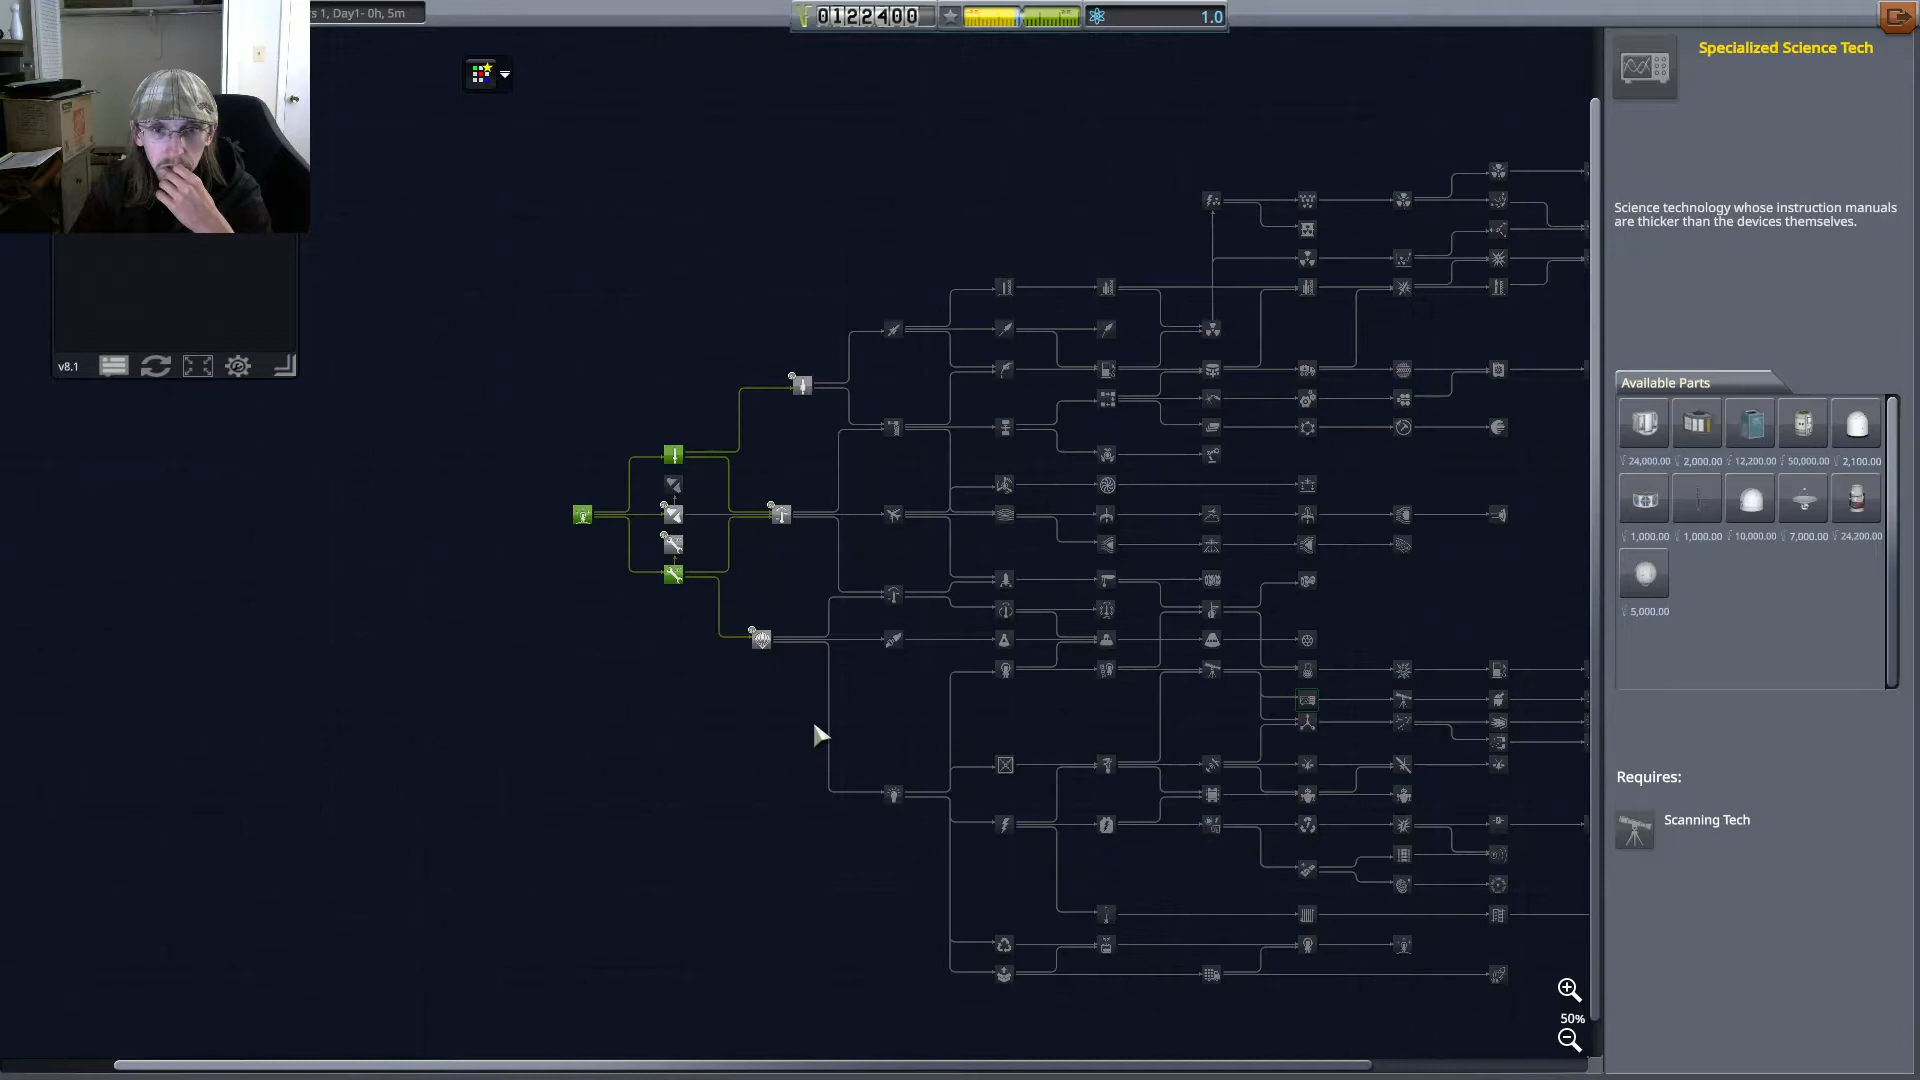 s 1, Day1- 0h, 5m
0122400
1.0
Specialized Science Tech
Science technology whose instruction manuals
are thicker than the devices themselves.
v8.1
Available Parts
24,000.00 2,000.00 12,200.00 50,000.00 2,100.00
1,000.00 1,000.00 10,000.00 7,000.00 24,200.00
5,000.00
Requires:
Scanning Tech
50%